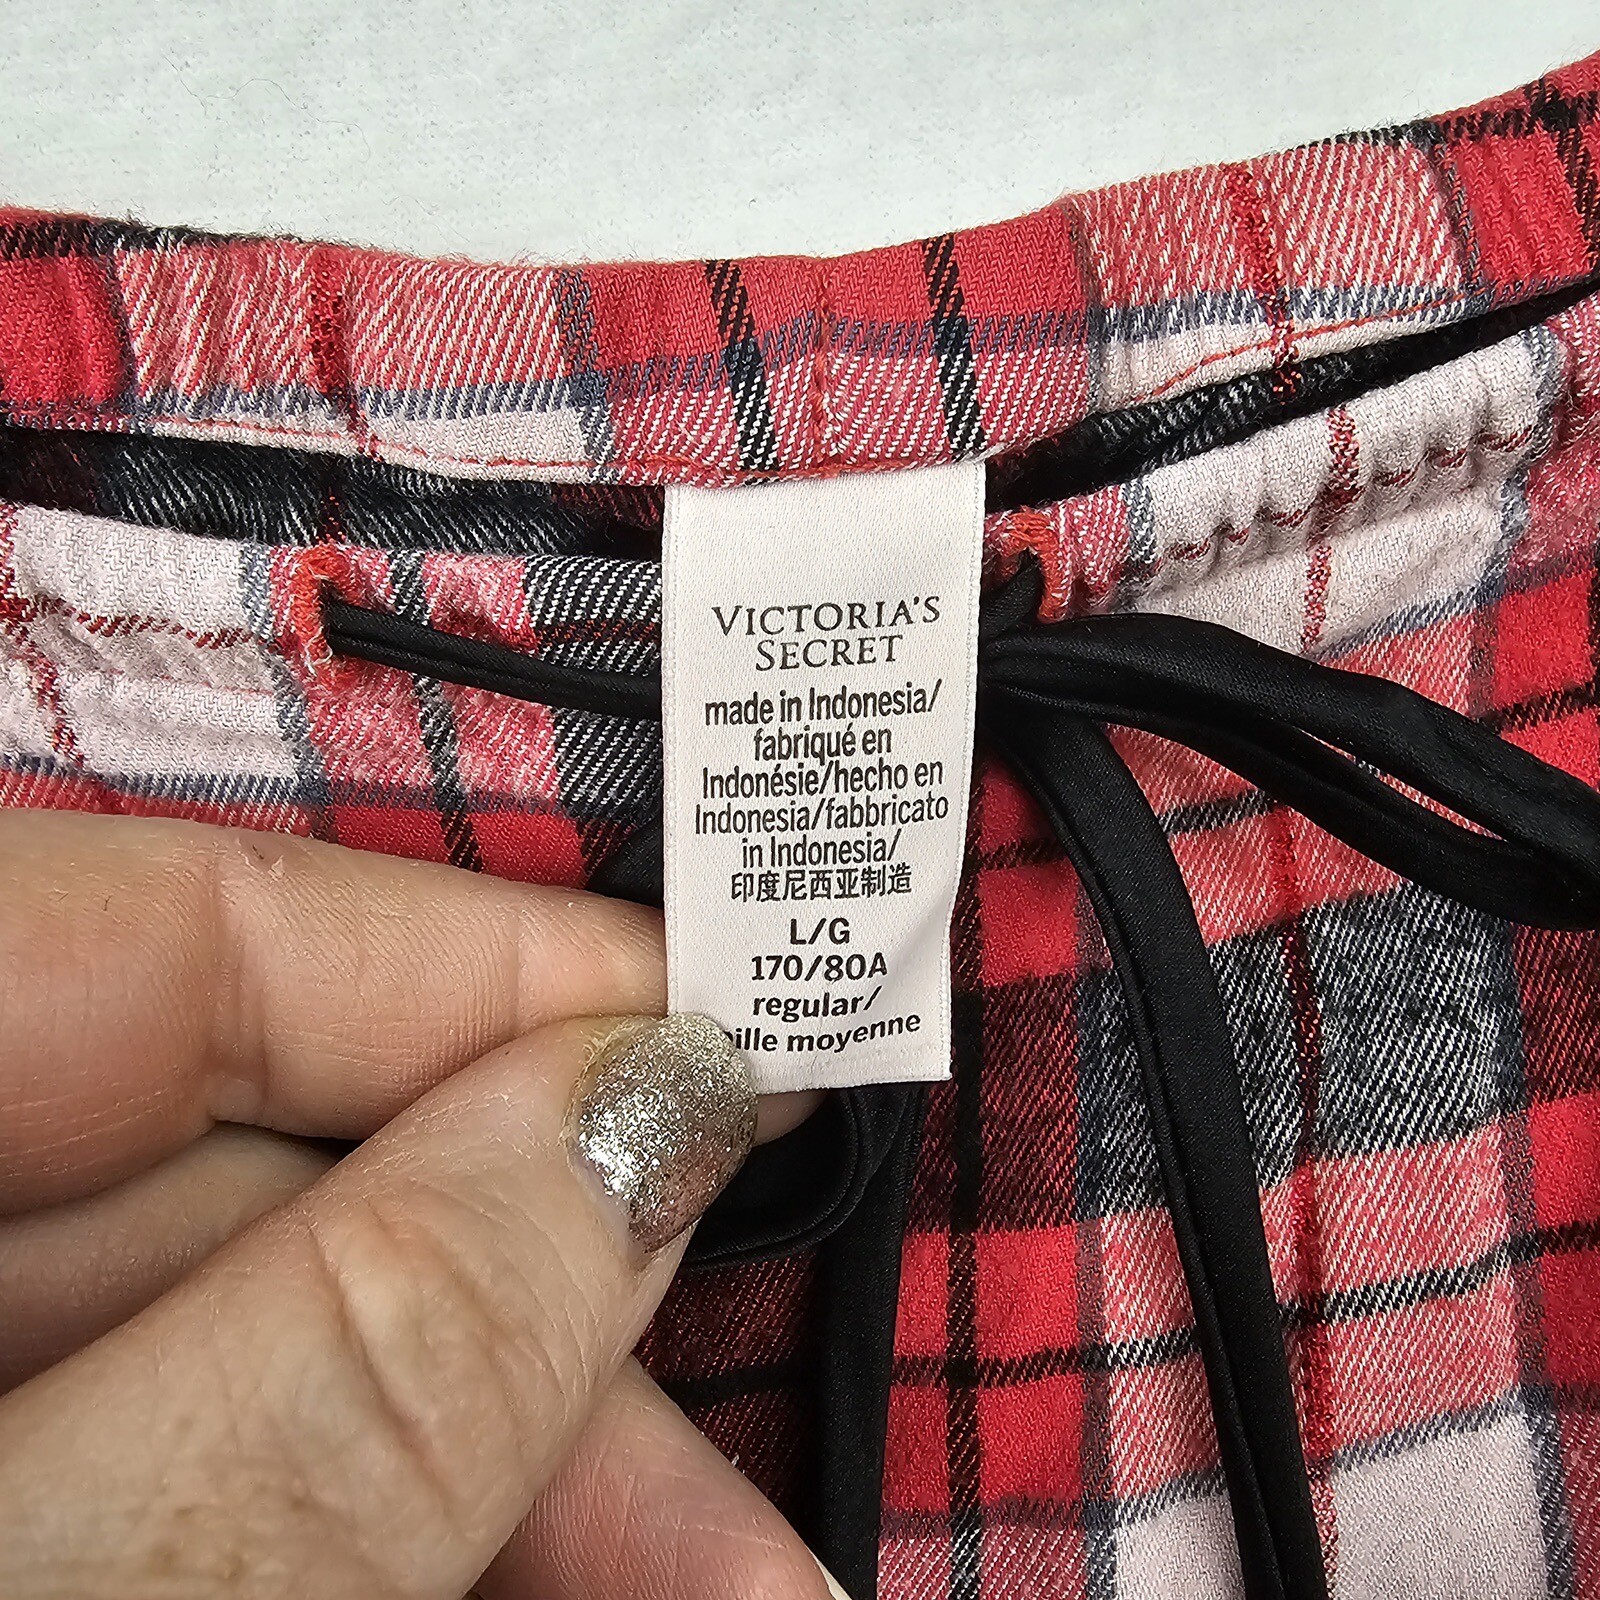 VICTORIA'S
SECRET
made in Indonesia/
fabriqué en
Indonésie/hecho en
Indonesia/fabbricato
in Indonesia/
印度尼西亚制造
L/G
170/80A
regular/
moyenne